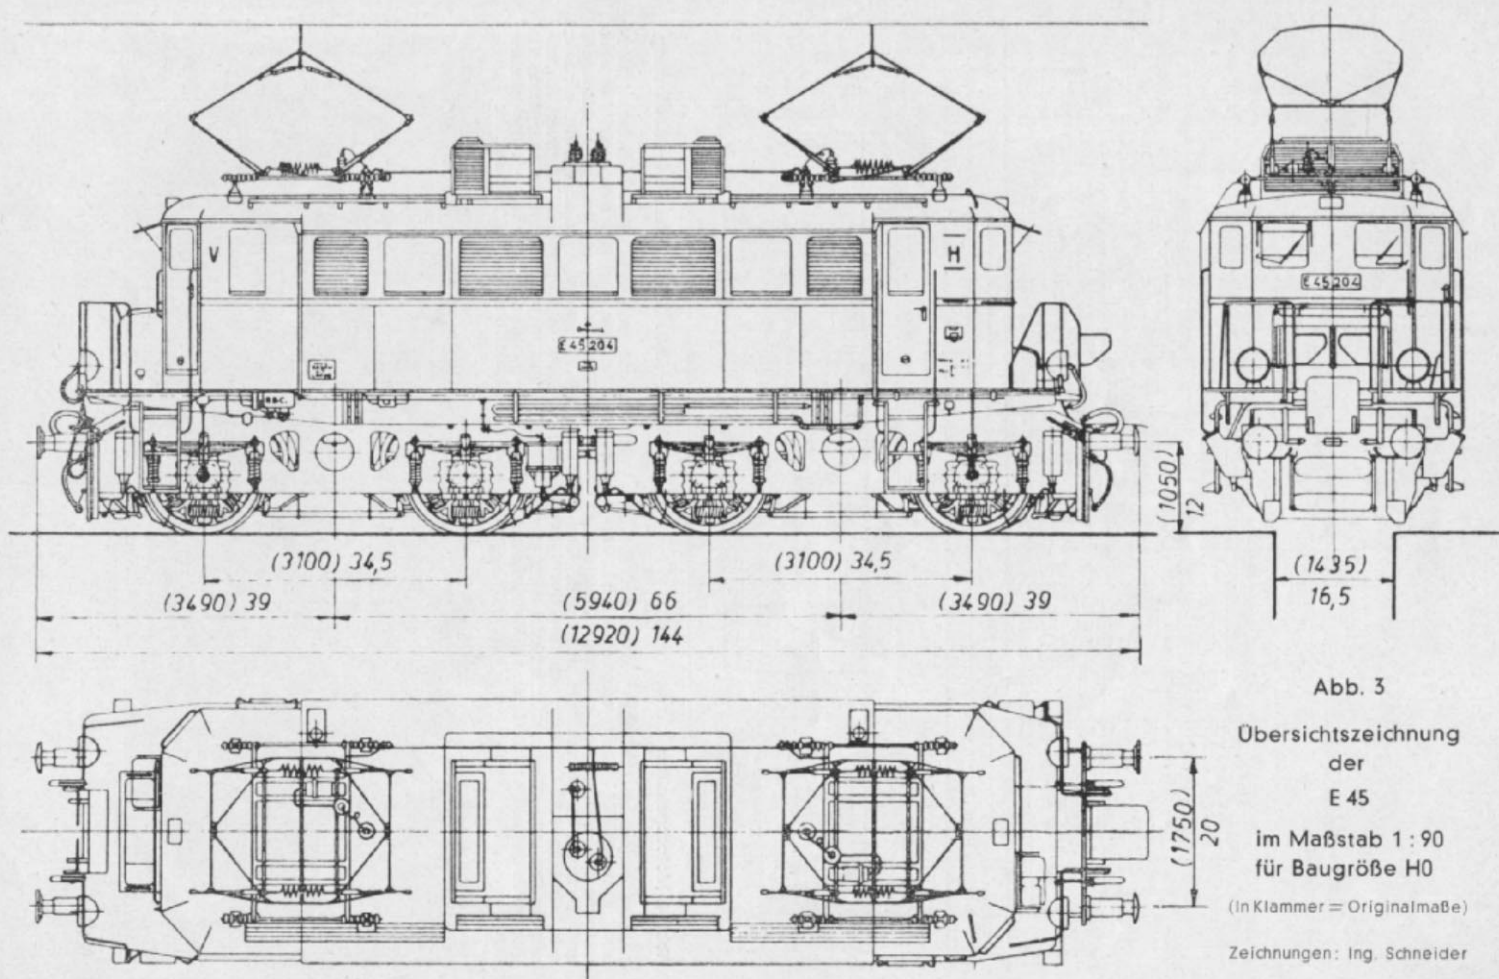 V
H
E 45 204
B.B.C.
E 45 204
(1050)
12
(3100) 34,5
(3100) 34,5
(1435)
16,5
(3490) 39
(5940) 66
(3490) 39
(12920) 144
(1750)
20
Abb. 3
Übersichtszeichnung
der
E 45
im Maßstab 1 : 90
für Baugröße H0
(In Klammer = Originalmaße)
Zeichnungen: Ing. Schneider